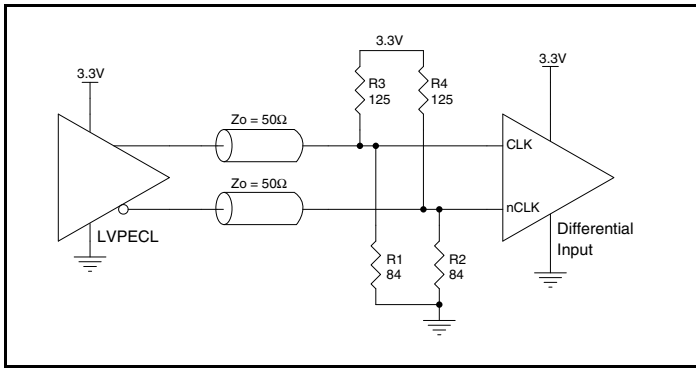 3.3V
3.3V
3.3V
R3
125
R4
125
Zo = 50Ω
CLK
Zo = 50Ω
nCLK
LVPECL
Differential
Input
R1
84
R2
84